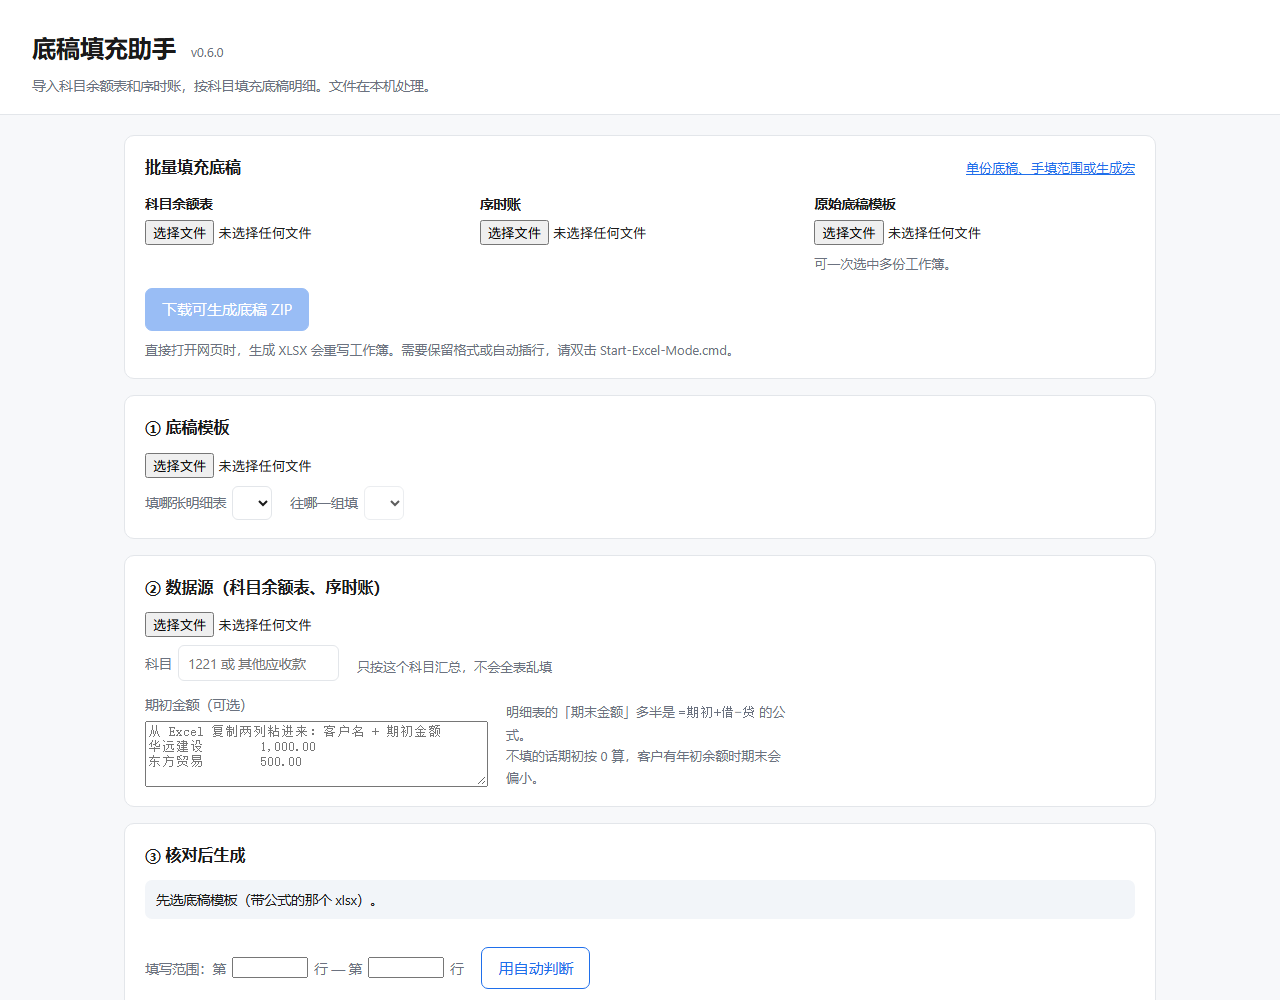 底稿填充助手 v0.6.0
导入科目余额表和序时账，按科目填充底稿明细。文件在本机处理。
批量填充底稿
单份底稿、手填范围或生成宏
科目余额表
选择文件 未选择任何文件
序时账
选择文件 未选择任何文件
原始底稿模板
选择文件 未选择任何文件
可一次选中多份工作簿。
下载可生成底稿 ZIP
直接打开网页时，生成 XLSX 会重写工作簿。需要保留格式或自动插行，请双击 Start-Excel-Mode.cmd。
① 底稿模板
选择文件 未选择任何文件
填哪张明细表 往哪一组填
② 数据源（科目余额表、序时账）
选择文件 未选择任何文件
科目 1221 或 其他应收款 只按这个科目汇总，不会全表乱填
期初金额（可选）
从 Excel 复制两列粘进来：客户名 + 期初金额
华远建设 1,000.00
东方贸易 500.00
明细表的「期末金额」多半是 =期初+借-贷 的公
式。
不填的话期初按 0 算，客户有年初余额时期末会
偏小。
③ 核对后生成
先选底稿模板（带公式的那个 xlsx）。
填写范围：第 行 — 第 行 用自动判断